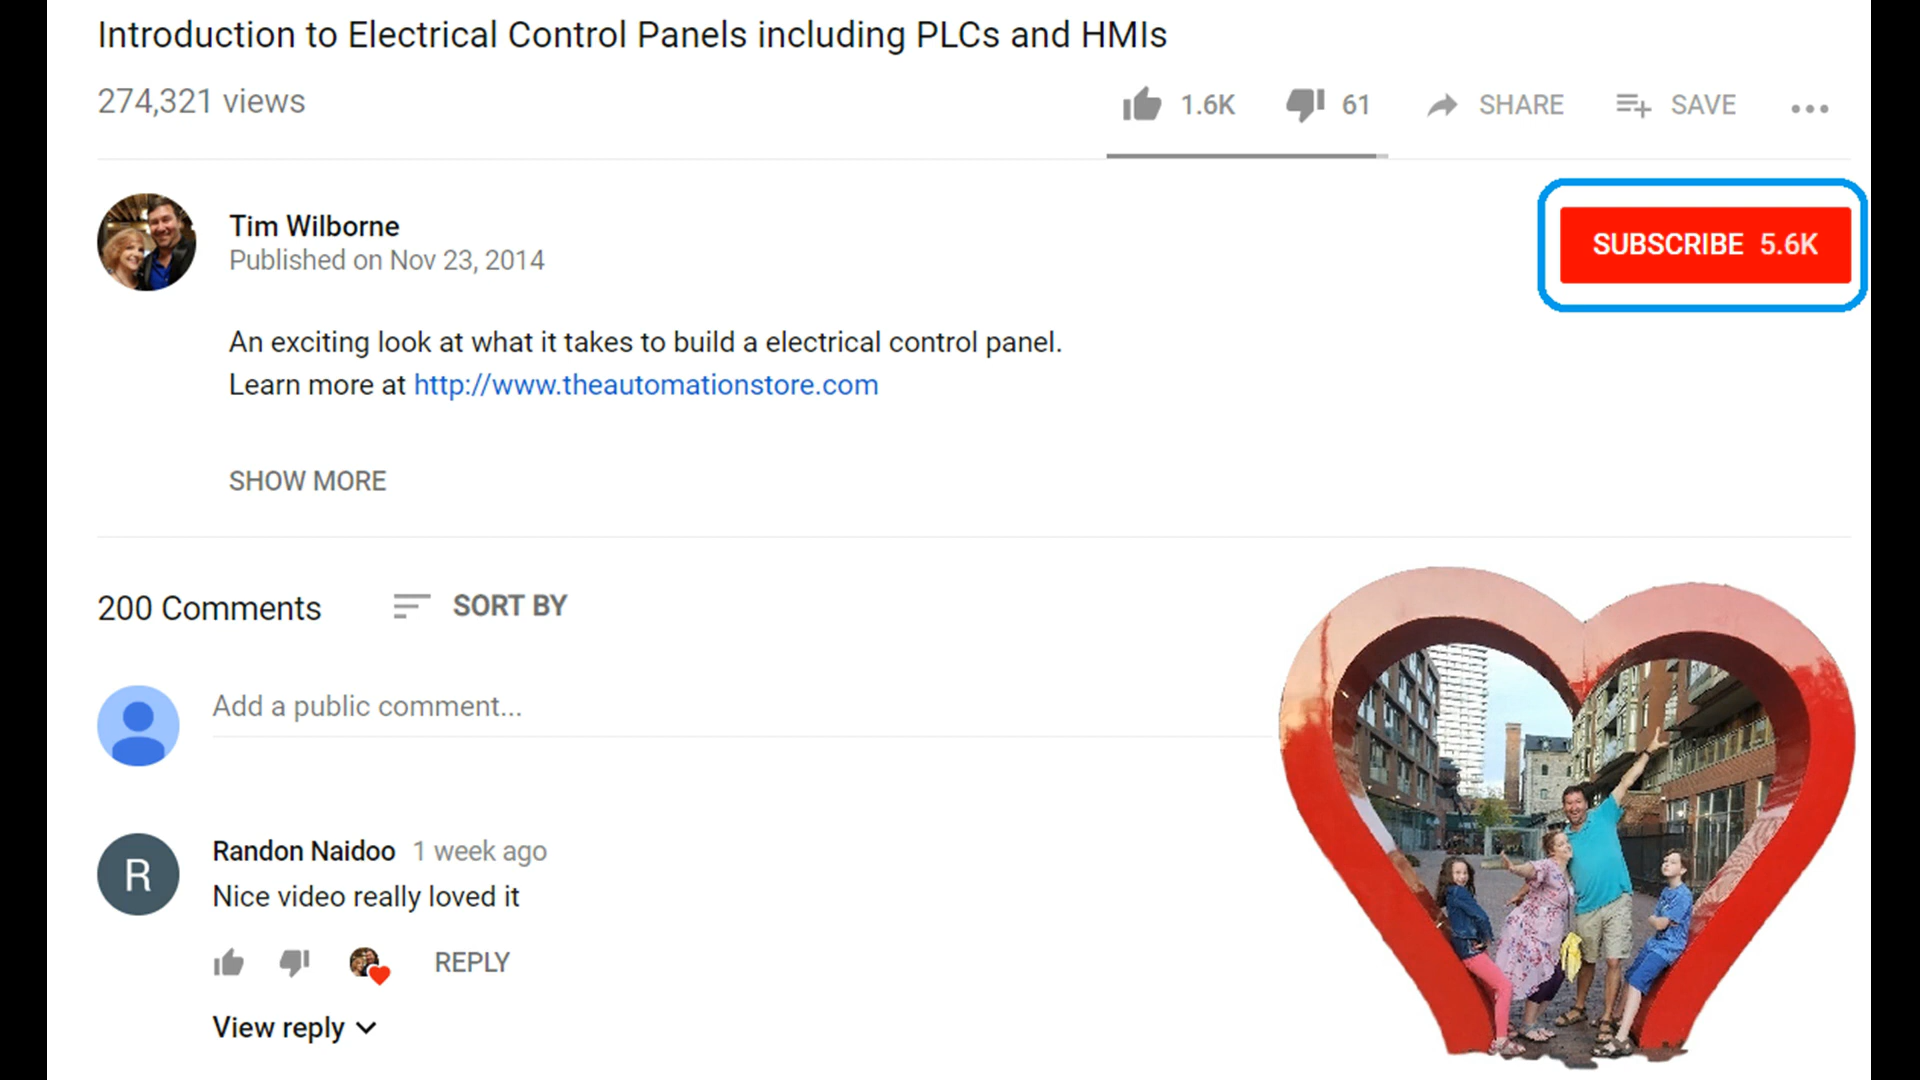 Introduction to Electrical Control Panels including PLCs and HMIs
274,321 views
1.6K
61
SHARE
SAVE
Tim Wilborne
Published on Nov 23, 2014
SUBSCRIBE 5.6K
An exciting look at what it takes to build a electrical control panel.
Learn more at http://www.theautomationstore.com
SHOW MORE
200 Comments
SORT BY
Add a public comment...
R
Randon Naidoo 1 week ago
Nice video really loved it
REPLY
View reply